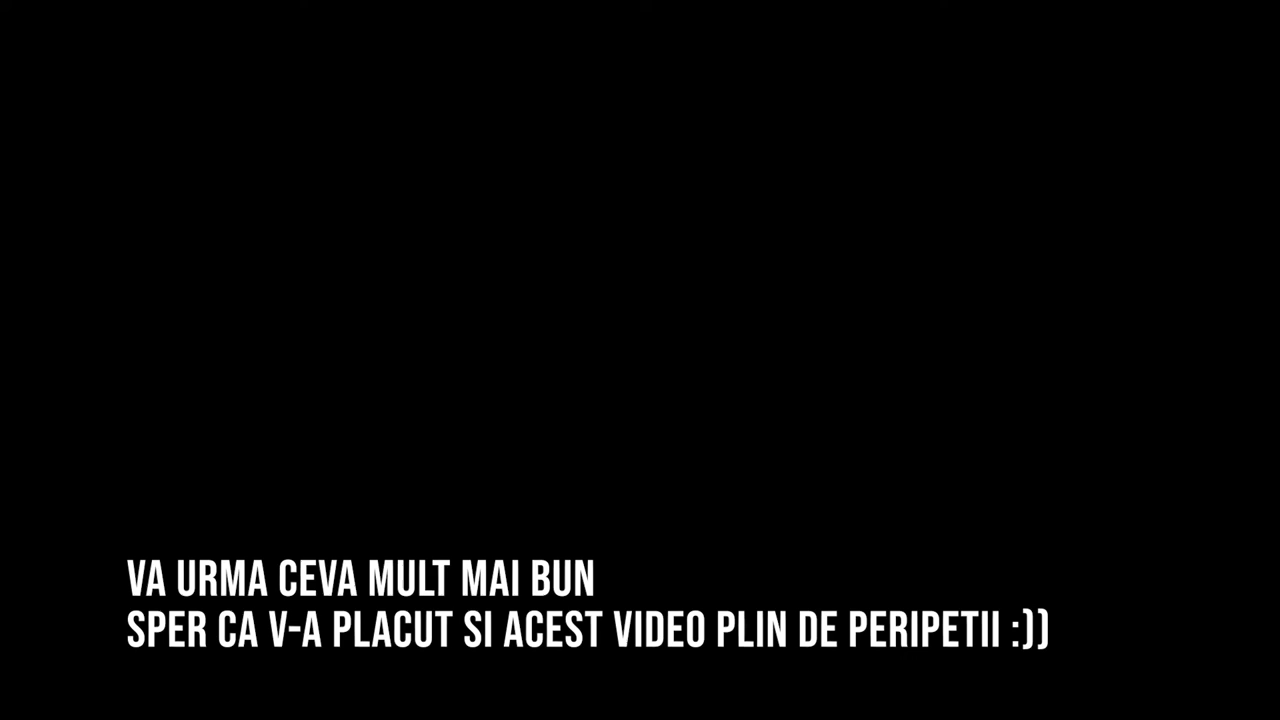 VA URMA CEVA MULT MAI BUN
SPER CA V-A PLACUT SI ACEST VIDEO PLIN DE PERIPETII :))